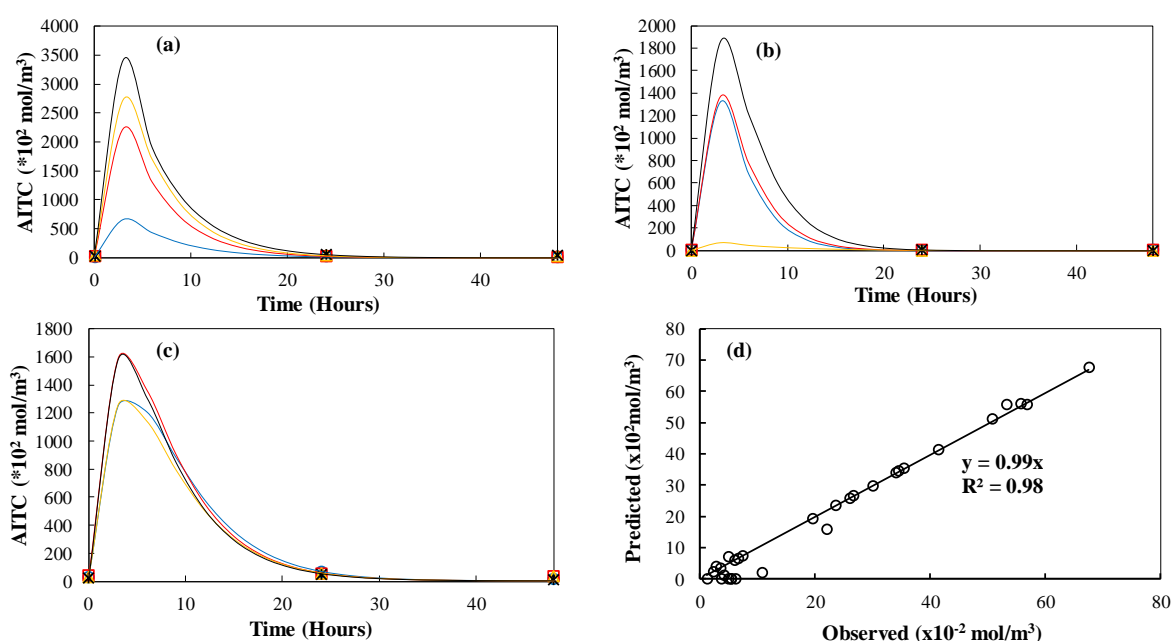 (a)
AITC (*10² mol/m³)
4000
3500
3000
2500
2000
1500
1000
500
0
0 10 20 30 40
Time (Hours)
(b)
AITC (*10² mol/m³)
2000
1800
1600
1400
1200
1000
800
600
400
200
0
0 10 20 30 40
Time (Hours)
(c)
AITC (*10² mol/m³)
1800
1600
1400
1200
1000
800
600
400
200
0
0 10 20 30 40
Time (Hours)
(d)
Predicted (x10²mol/m³)
80
70
60
50
40
30
20
10
0
y = 0.99x
R² = 0.98
0 20 40 60 80
Observed (x10⁻² mol/m³)